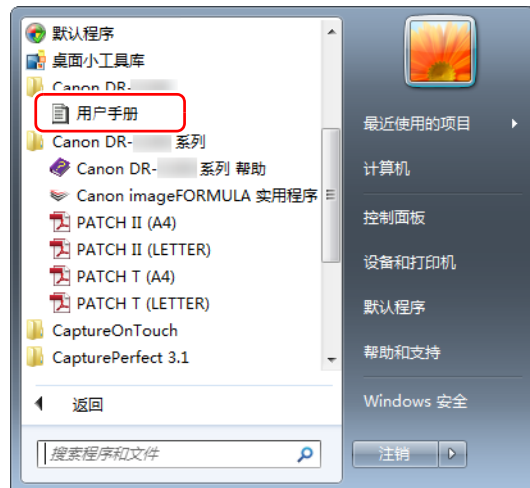 默认程序
桌面小工具库
Canon DR-
用户手册
Canon DR- 系列
Canon DR- 系列 帮助
Canon imageFORMULA 实用程序
PATCH II (A4)
PATCH II (LETTER)
PATCH T (A4)
PATCH T (LETTER)
CaptureOnTouch
CapturePerfect 3.1
返回
搜索程序和文件
最近使用的项目
计算机
控制面板
设备和打印机
默认程序
帮助和支持
Windows 安全
注销